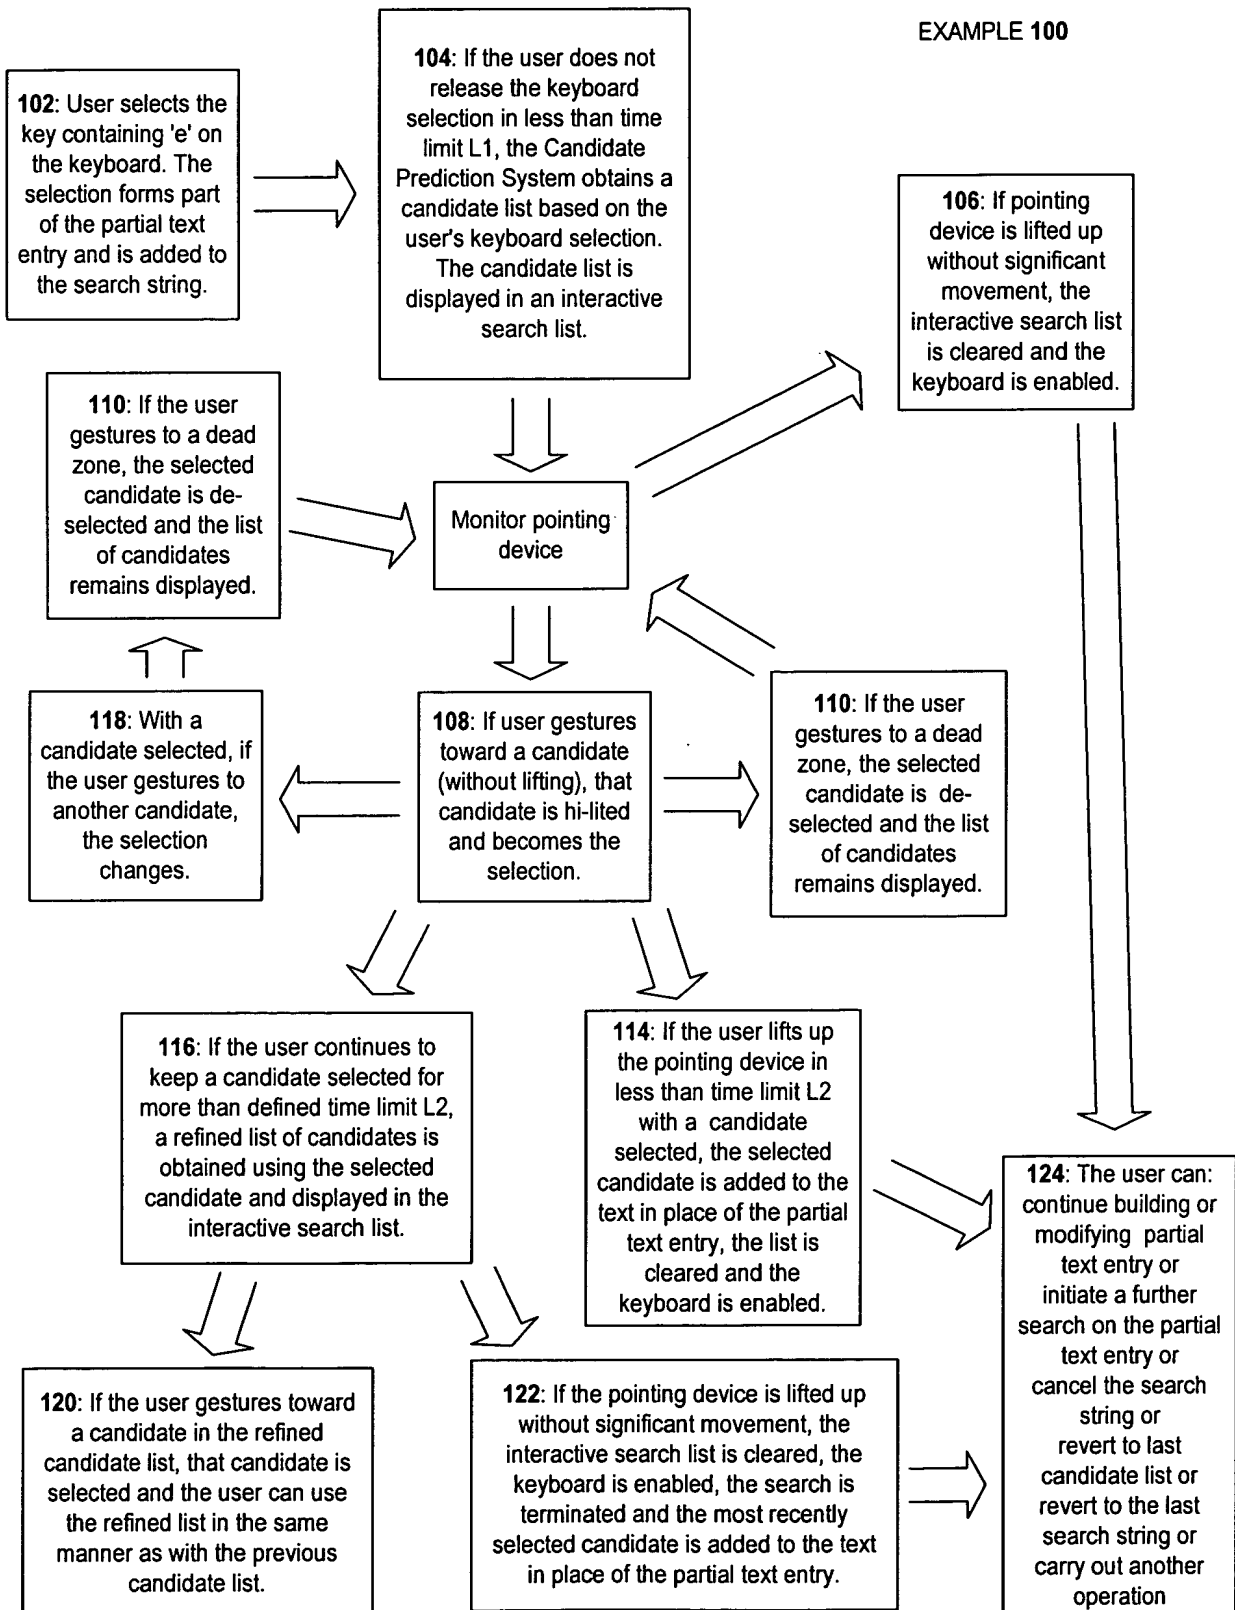 EXAMPLE 100
102: User selects the
key containing 'e' on
the keyboard. The
selection forms part
of the partial text
entry and is added to
the search string.
104: If the user does not
release the keyboard
selection in less than time
limit L1, the Candidate
Prediction System obtains a
candidate list based on the
user's keyboard selection.
The candidate list is
displayed in an interactive
search list.
106: If pointing
device is lifted up
without significant
movement, the
interactive search list
is cleared and the
keyboard is enabled.
110: If the user
gestures to a dead
zone, the selected
candidate is de-
selected and the list
of candidates
remains displayed.
Monitor pointing
device
118: With a
candidate selected, if
the user gestures to
another candidate,
the selection
changes.
108: If user gestures
toward a candidate
(without lifting), that
candidate is hi-lited
and becomes the
selection.
110: If the user
gestures to a dead
zone, the selected
candidate is de-
selected and the list
of candidates
remains displayed.
116: If the user continues to
keep a candidate selected for
more than defined time limit L2,
a refined list of candidates is
obtained using the selected
candidate and displayed in the
interactive search list.
114: If the user lifts up
the pointing device in
less than time limit L2
with a candidate
selected, the selected
candidate is added to the
text in place of the partial
text entry, the list is
cleared and the
keyboard is enabled.
124: The user can:
continue building or
modifying partial
text entry or
initiate a further
search on the partial
text entry or
cancel the search
string or
revert to last
candidate list or
revert to the last
search string or
carry out another
operation
120: If the user gestures toward
a candidate in the refined
candidate list, that candidate is
selected and the user can use
the refined list in the same
manner as with the previous
candidate list.
122: If the pointing device is lifted up
without significant movement, the
interactive search list is cleared, the
keyboard is enabled, the search is
terminated and the most recently
selected candidate is added to the text
in place of the partial text entry.